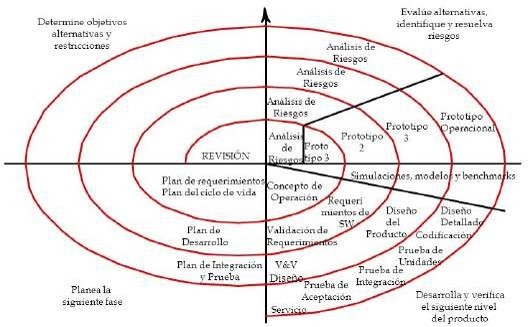 Determine objetivos
alternativas y
restricciones
Evalúe alternativas,
identifique y resuelva
riesgos
Análisis de
Riesgos
Análisis de
Riesgos
Análisis de
Riesgos
Análisis
de
Riesgos
Proto
tipo 3
Prototipo
2
Prototipo
3
Prototipo
Operacional
REVISIÓN
Simulaciones, modelos y benchmarks
Plan de requerimientos
Plan del ciclo de vida
Concepto de
Operación
Requeri
mientos de
SW
Diseño
del
Producto
Diseño
Detallado
Codificación
Plan de
Desarrollo
Validación de
Requerimientos
Prueba de
Unidades
Plan de Integración
y Prueba
V&V
Diseño
Prueba de
Integración
Prueba de
Aceptación
Servicio
Planea la
siguiente fase
Desarrolla y verifica
el siguiente nivel
del producto